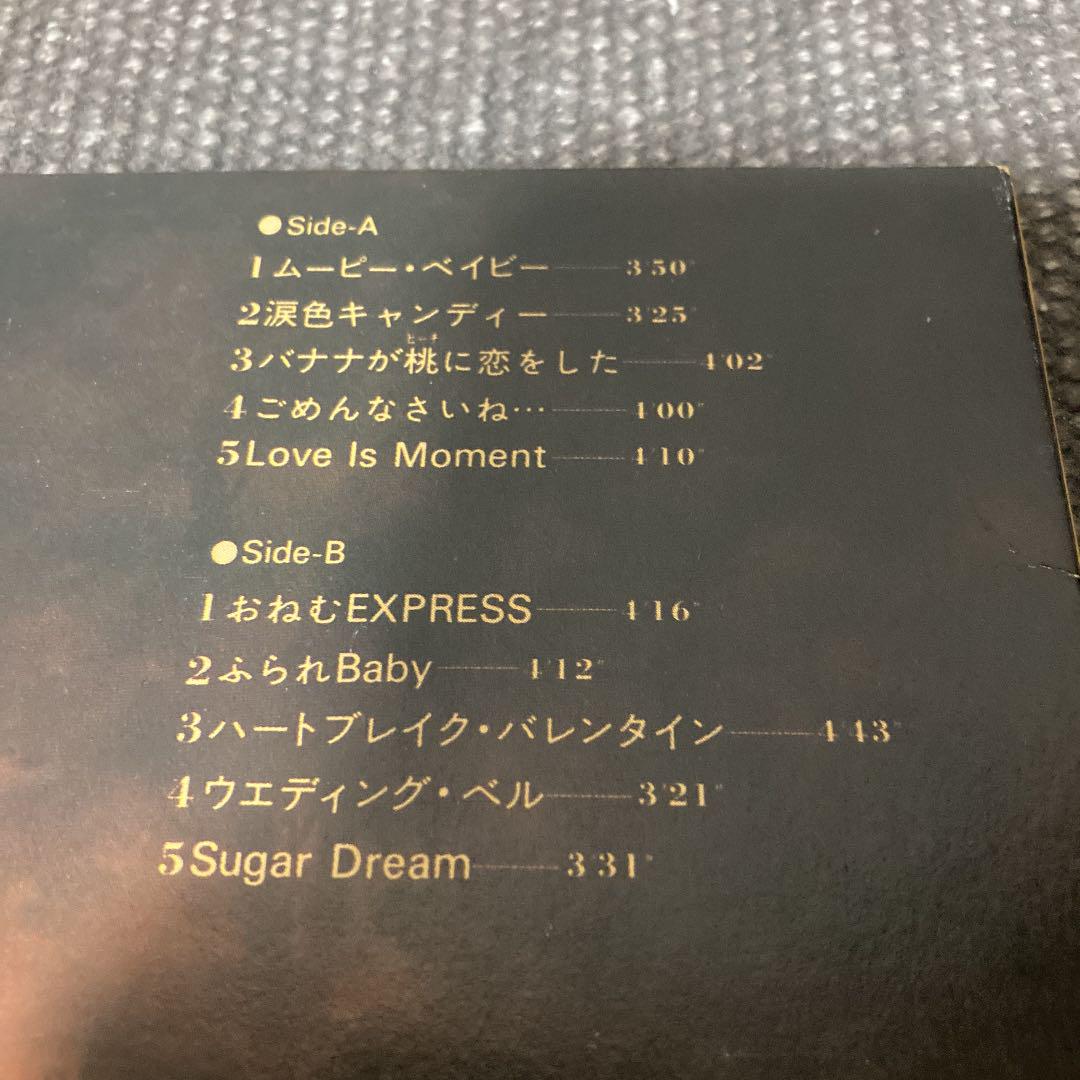 ●Side-A
1ムーピー・ベイビー——3'50"
2涙色キャンディー——3'25"
ピーチ
3バナナが桃に恋をした——4'02"
4ごめんなさいね…——4'00"
5Love Is Moment——4'10"
●Side-B
1おねむEXPRESS——4'16"
2ふられBaby——4'12"
3ハートブレイク・バレンタイン——4'43"
4ウエディング・ベル——3'21"
5Sugar Dream——3'31"